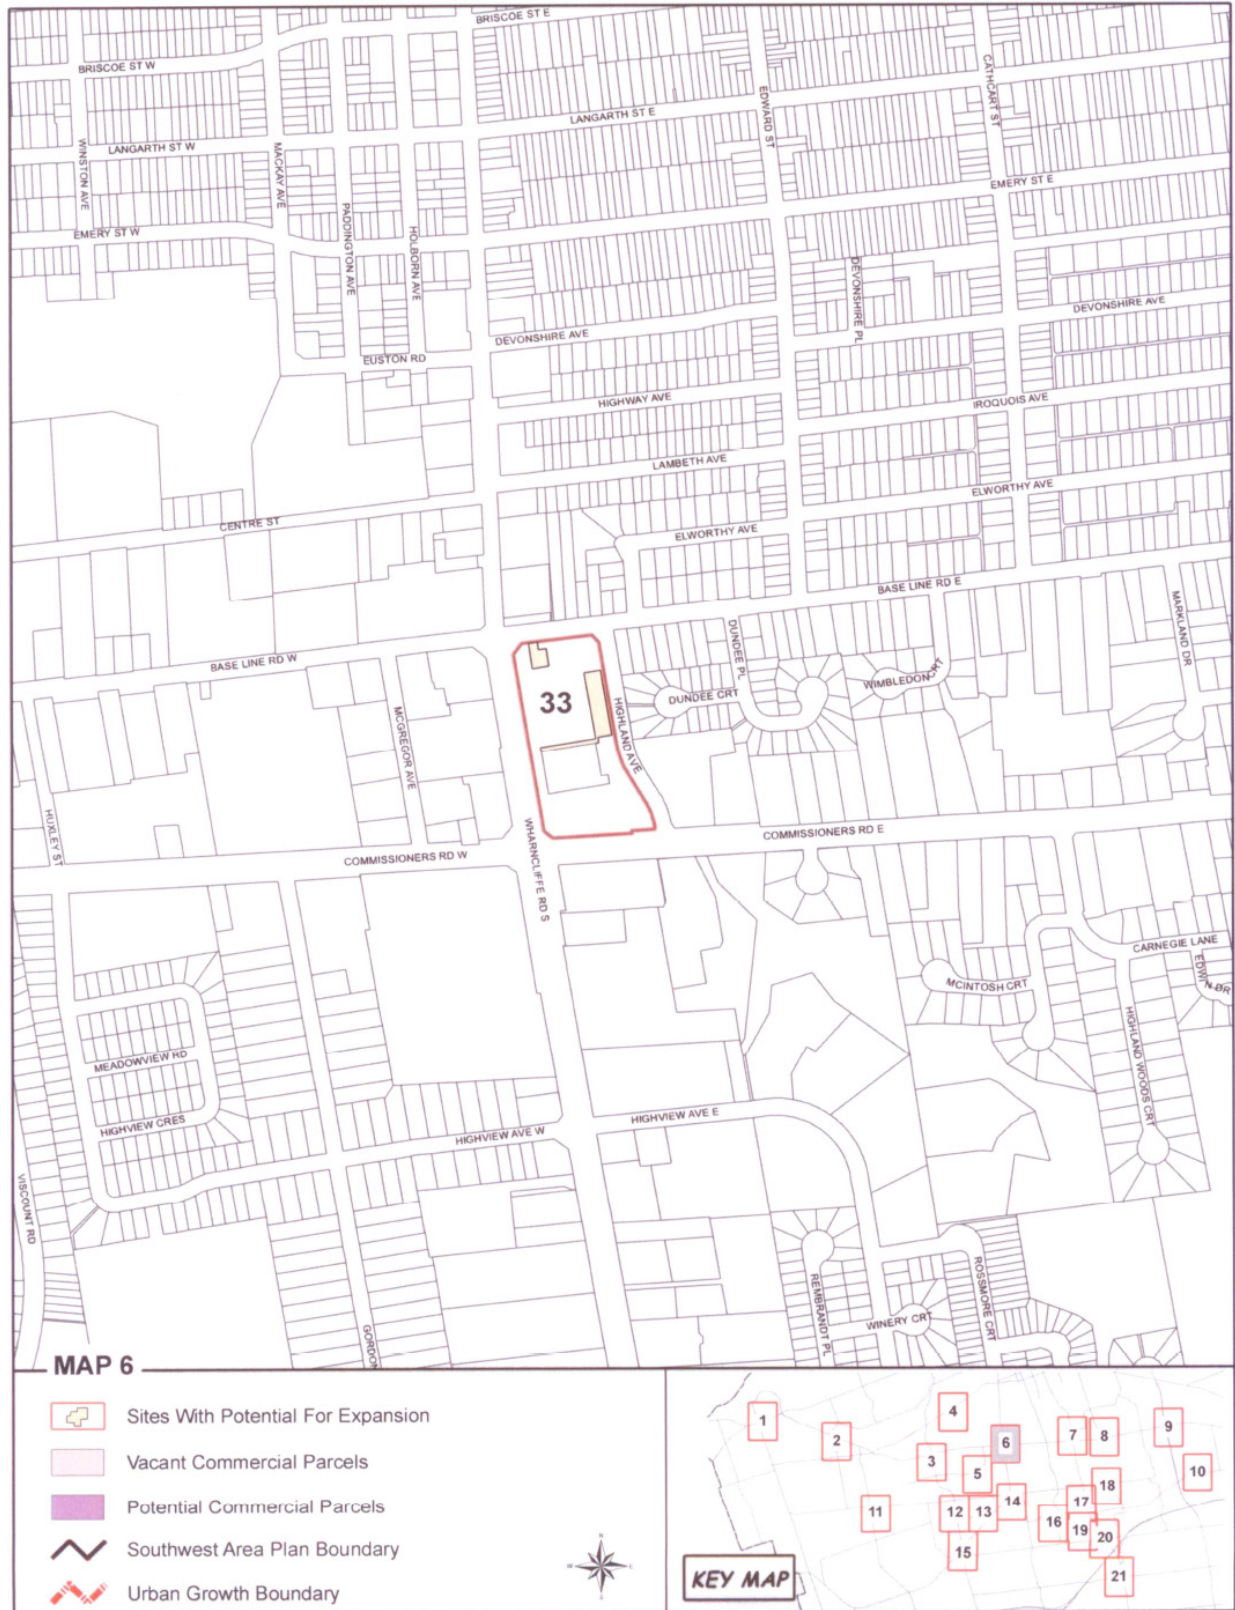 BRISCOE ST E
BRISCOE ST W
CATHCART ST
EDWARD ST
LANGARTH ST E
LANGARTH ST W
WINSTON AVE
MACKAY AVE
EMERY ST E
PADDINGTON AVE
HOLBORN AVE
EMERY ST W
DEVONSHIRE PL
DEVONSHIRE AVE
DEVONSHIRE AVE
EUSTON RD
HIGHWAY AVE
IROQUOIS AVE
LAMBETH AVE
ELWORTHY AVE
CENTRE ST
ELWORTHY AVE
BASE LINE RD E
MARKLAND DR
DUNDEE PL
BASE LINE RD W
WIMBLEDON CRT
DUNDEE CRT
33
HIGHLAND AVE
MCGREGOR AVE
HUXLEY ST
COMMISSIONERS RD E
COMMISSIONERS RD W
WHARNCLIFFE RD S
CARNEGIE LANE
EDWIN DR
MCINTOSH CRT
HIGHLAND WOODS CRT
MEADOWVIEW RD
HIGHVIEW CRES
HIGHVIEW AVE E
HIGHVIEW AVE W
VISCOUNT RD
REMBRANDT PL
ROSSMORE CRT
WINERY CRT
GORDON
MAP 6
Sites With Potential For Expansion
Vacant Commercial Parcels
Potential Commercial Parcels
Southwest Area Plan Boundary
Urban Growth Boundary
N
W E
S
1
2
3
4
5
6
7
8
9
10
11
12
13
14
15
16
17
18
19
20
21
KEY MAP